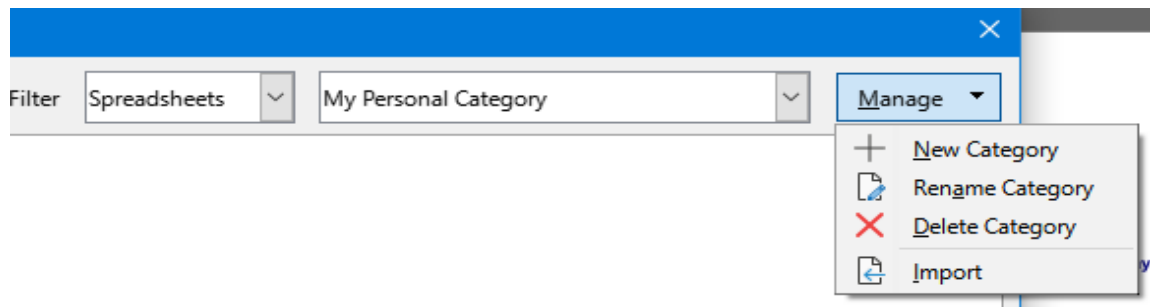 Filter Spreadsheets My Personal Category Manage
New Category
Rename Category
Delete Category
Import